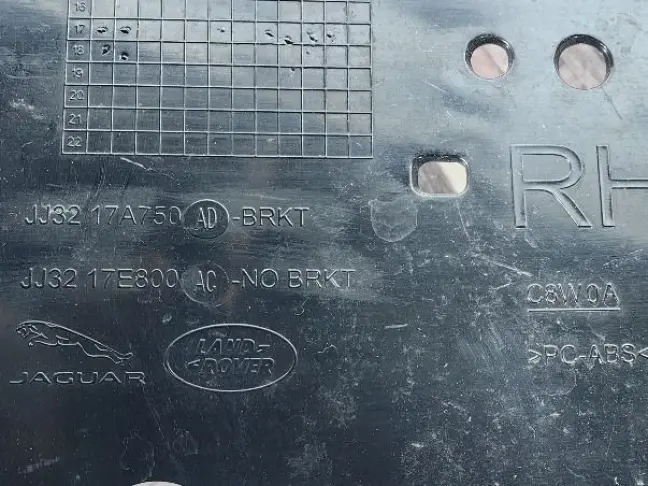 15
17
18
19
20
21
22
RH
JJ32 17A750 AD -BRKT
JJ32 17E800 AC -NO BRKT
C8W0A
JAGUAR
LAND-
ROVER
>PC-ABS<